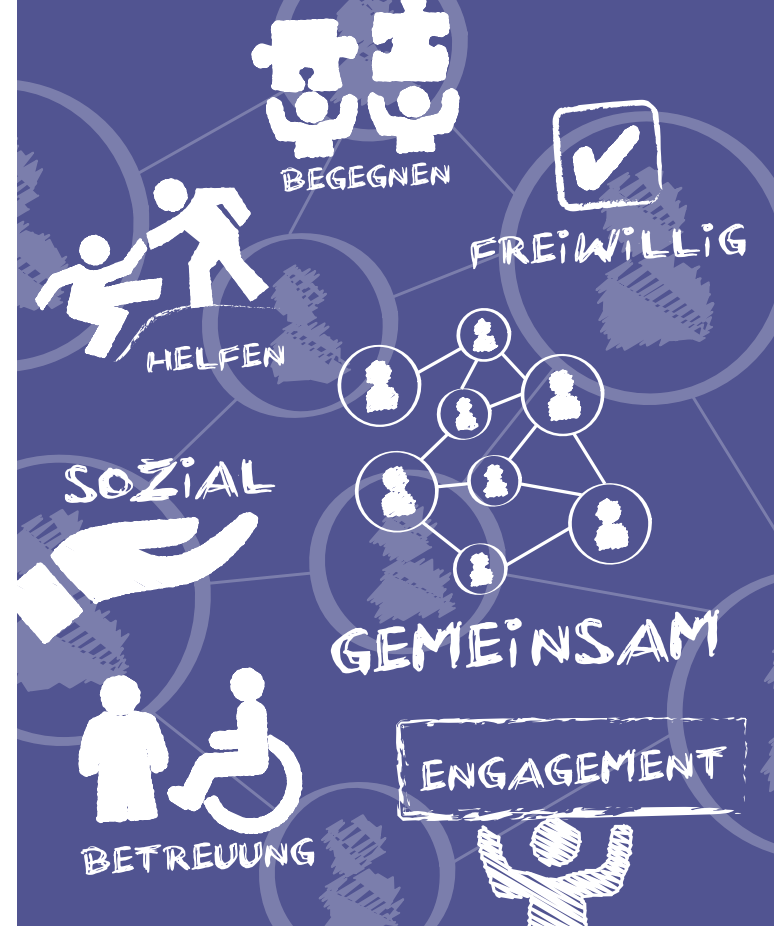 BEGEGNEN
FREiWiLLiG
HELFEN
SOZiAL
GEMEiNSAM
ENGAGEMENT
BETREUUNG